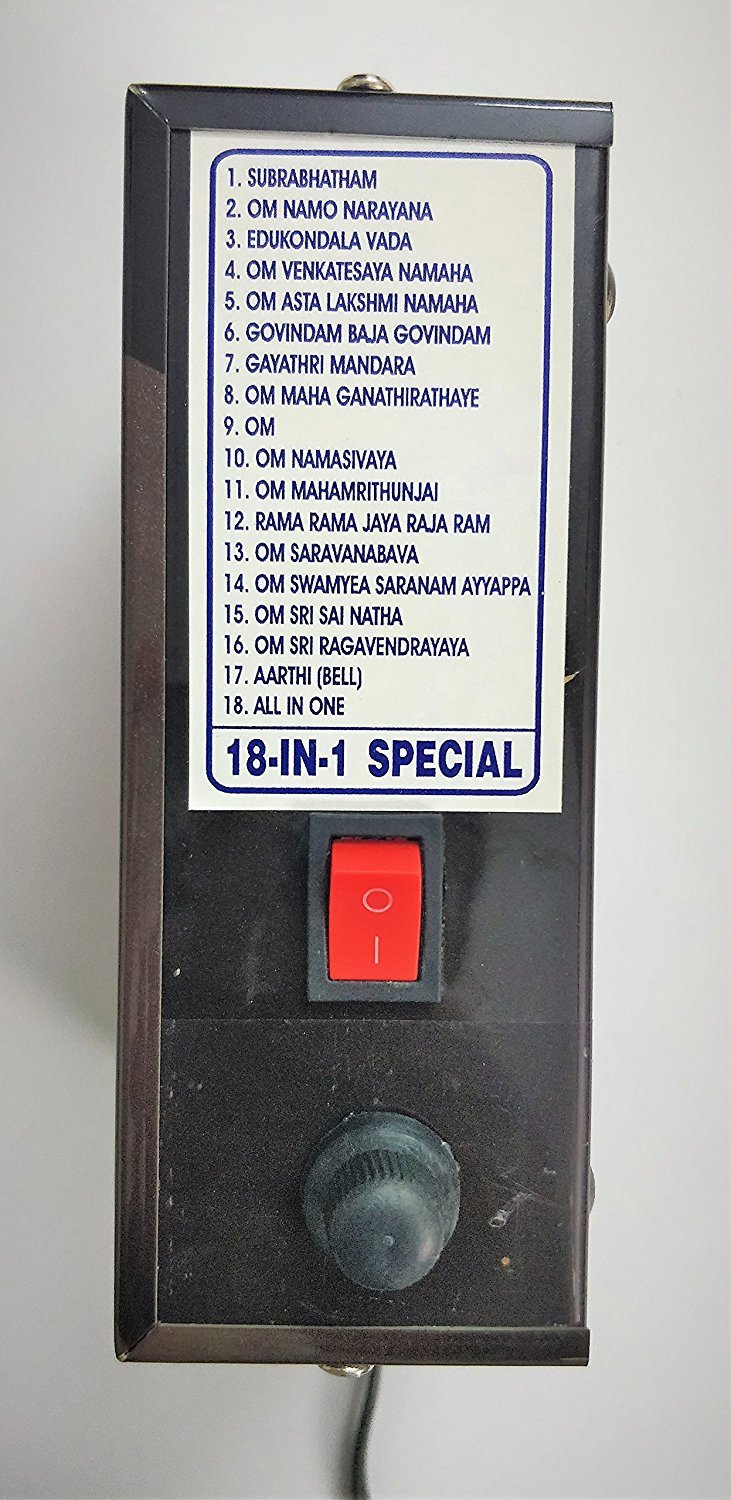 1. SUBRABHATHAM
2. OM NAMO NARAYANA
3. EDUKONDALA VADA
4. OM VENKATESAYA NAMAHA
5. OM ASTA LAKSHMI NAMAHA
6. GOVINDAM BAJA GOVINDAM
7. GAYATHRI MANDARA
8. OM MAHA GANATHIRATHAYE
9. OM
10. OM NAMASIVAYA
11. OM MAHAMRITHUNJAI
12. RAMA RAMA JAYA RAJA RAM
13. OM SARAVANABAVA
14. OM SWAMYEA SARANAM AYYAPPA
15. OM SRI SAI NATHA
16. OM SRI RAGAVENDRAYAYA
17. AARTHI (BELL)
18. ALL IN ONE
18-IN-1 SPECIAL